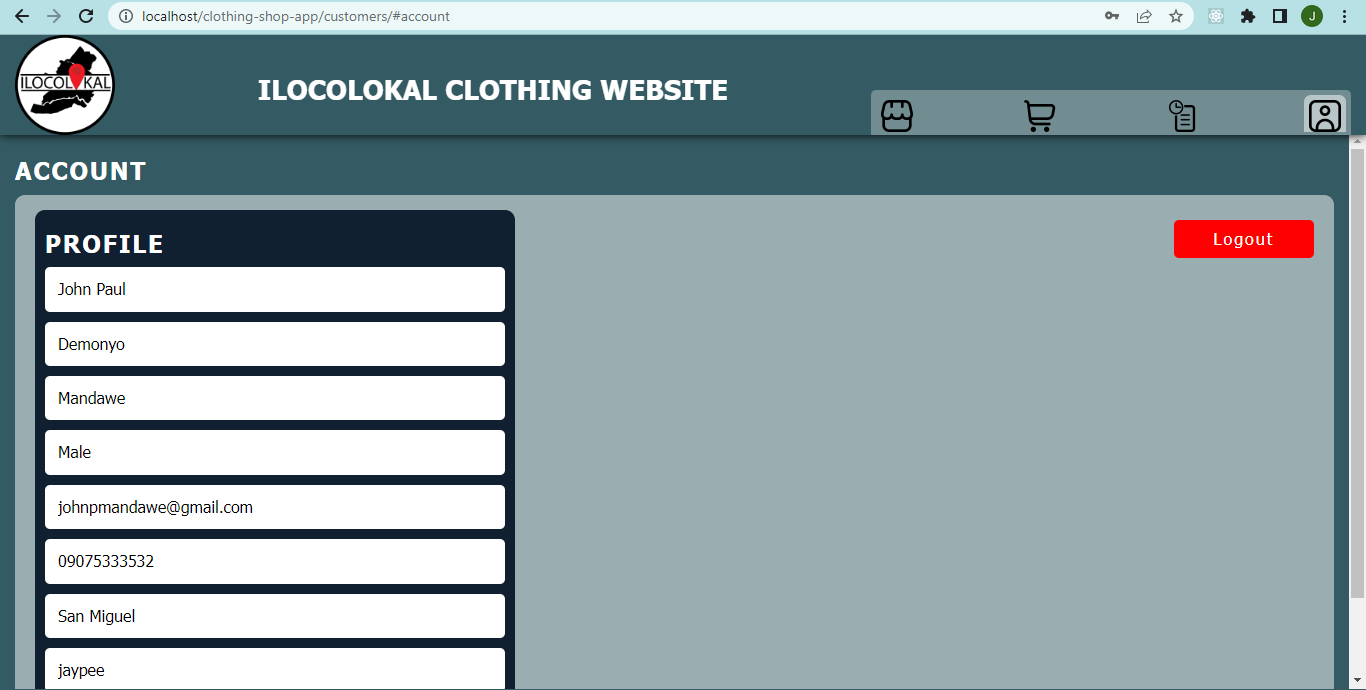 localhost/clothing-shop-app/customers/#account
J
ILOCOLOKAL
ILOCOLOKAL CLOTHING WEBSITE
ACCOUNT
PROFILE
Logout
John Paul
Demonyo
Mandawe
Male
johnpmandawe@gmail.com
09075333532
San Miguel
jaypee